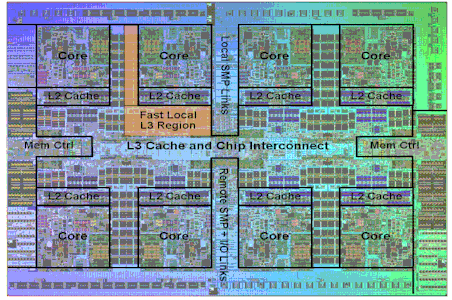 Core
Core
Core
Core
Local SMP Links
L2 Cache
L2 Cache
L2 Cache
L2 Cache
Fast Local
L3 Region
Mem Ctrl
L3 Cache and Chip Interconnect
Mem Ctrl
Remote SMP + I/O Links
L2 Cache
L2 Cache
L2 Cache
L2 Cache
Core
Core
Core
Core